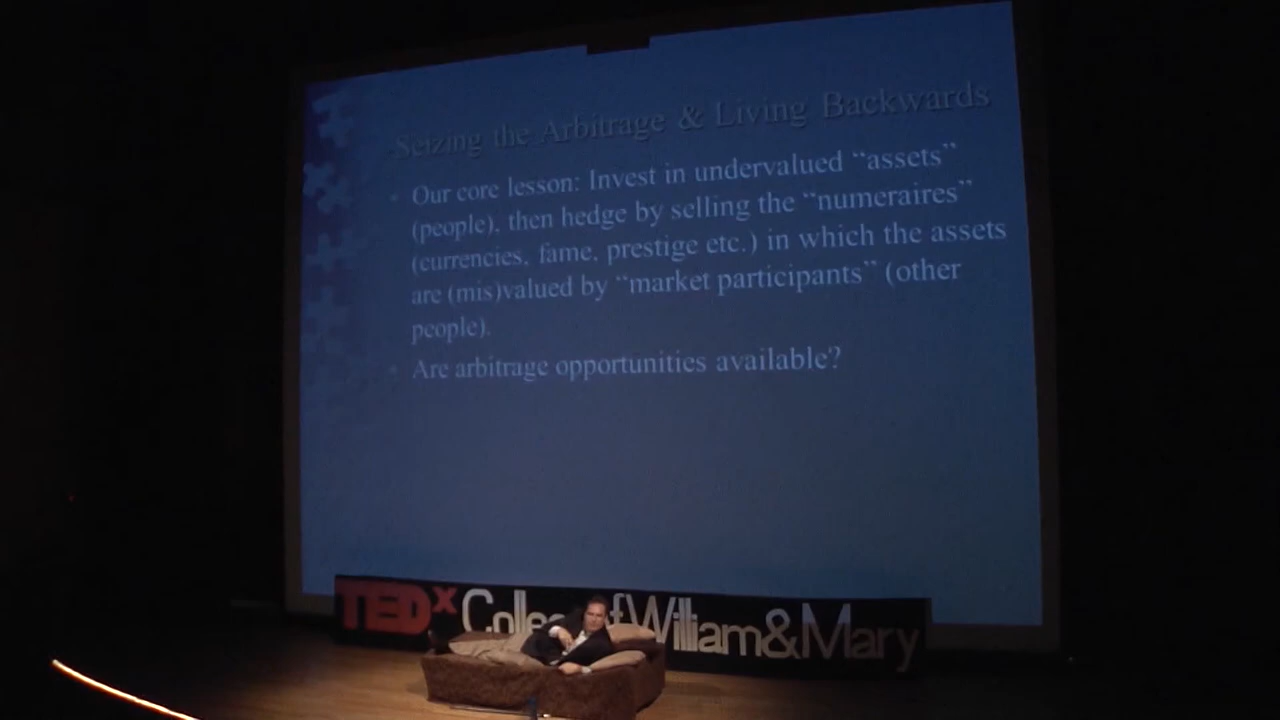 Seizing the Arbitrage & Living Backwards
Our core lesson: Invest in undervalued “assets”
(people), then hedge by selling the “numeraires”
(currencies, fame, prestige etc.) in which the assets
are (mis)valued by “market participants” (other
people).
Are arbitrage opportunities available?
TEDx William&Mary